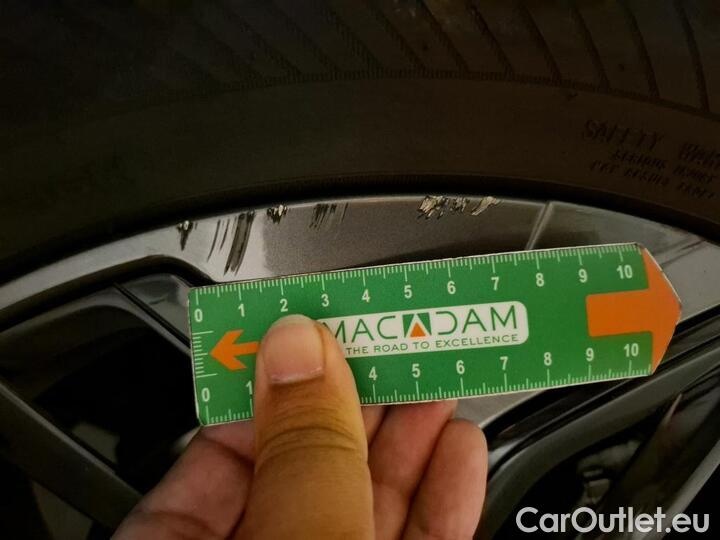 SAFETY
0 1 2 3 4 5 6 7 8 9 10
MACADAM
THE ROAD TO EXCELLENCE
0 1 4 5 6 7 8 9 10
CarOutlet.eu